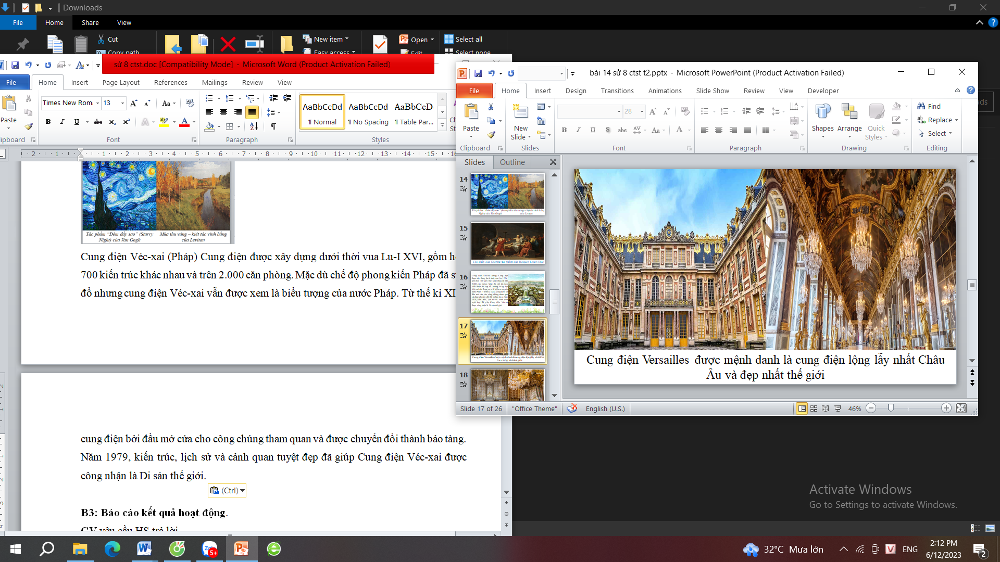 Downloads
File Home Share View
Cut
Copy path
New item
Easy access
Open
Edit
Select all
Select none
sử 8 ctst.doc [Compatibility Mode] - Microsoft Word (Product Activation Failed)
File Home Insert Page Layout References Mailings Review View
Paste
Times New Roma 13
AaBbCcDd AaBbCcDd AaBbCcD
¶ Normal ¶ No Spacing ¶ Table Par...
Font Paragraph Styles
Tác phẩm "Đêm đầy sao" (Starry
Night) của Van Gogh
Mùa thu vàng – kiệt tác vĩnh hằng
của Levitan
Cung điện Véc-xai (Pháp) Cung điện được xây dựng dưới thời vua Lu-I XVI, gồm h
700 kiến trúc khác nhau và trên 2.000 căn phòng. Mặc dù chế độ phong kiến Pháp đã s
đổ nhưng cung điện Véc-xai vẫn được xem là biểu tượng của nước Pháp. Từ thế kỉ XI
cung điện bởi đầu mở cửa cho công chúng tham quan và được chuyển đổi thành bảo tàng.
Năm 1979, kiến trúc, lịch sử và cảnh quan tuyệt đẹp đã giúp Cung điện Véc-xai được
công nhận là Di sản thế giới.
(Ctrl)
B3: Báo cáo kết quả hoạt động.
GV yêu cầu HS trả lời
bài 14 sử 8 ctst t2.pptx - Microsoft PowerPoint (Product Activation Failed)
File Home Insert Design Transitions Animations Slide Show Review View Developer
Paste
New
Slide
28
Shapes Arrange Quick
Styles
Find
Replace
Select
Clipboard Slides Font Paragraph Drawing Editing
Slides Outline
14
15
16
17
18
Cung điện Versailles được mệnh danh là cung điện lộng lẫy nhất Châu
Âu và đẹp nhất thế giới
Slide 17 of 26 "Office Theme" English (U.S.) 46%
Activate Windows
Go to Settings to activate Windows.
5+
32°C Mưa lớn
ENG
2:12 PM
6/12/2023
2